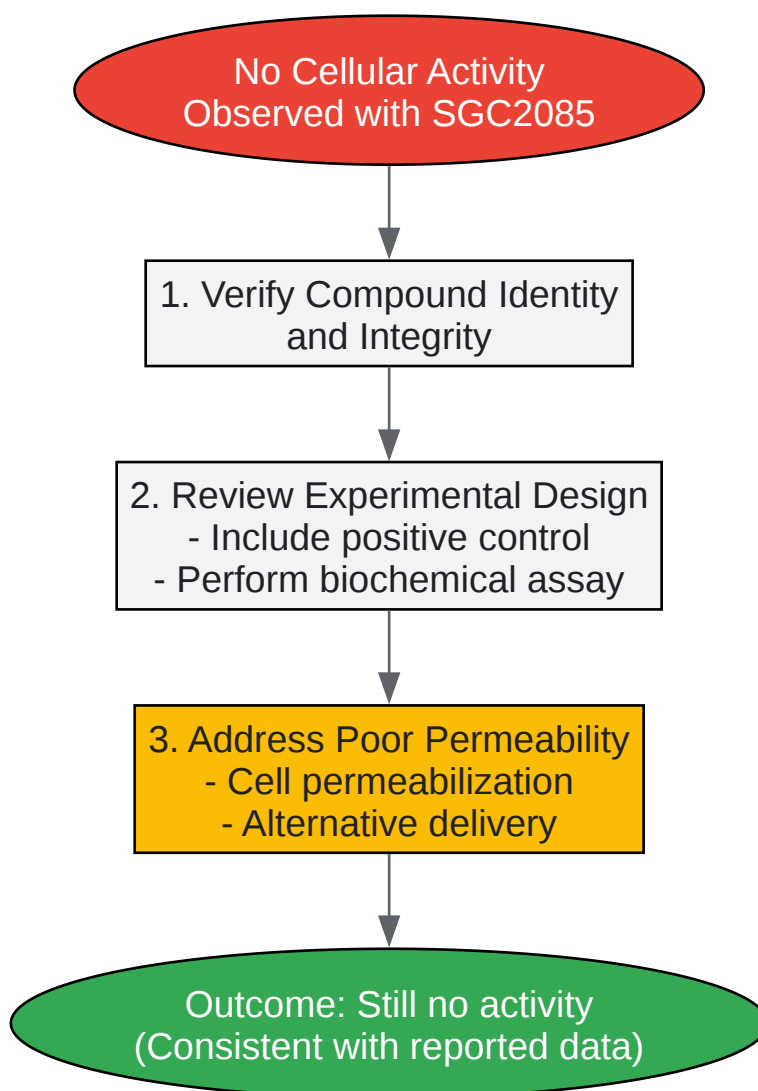 No Cellular Activity
Observed with SGC2085
1. Verify Compound Identity
and Integrity
2. Review Experimental Design
- Include positive control
- Perform biochemical assay
3. Address Poor Permeability
- Cell permeabilization
- Alternative delivery
Outcome: Still no activity
(Consistent with reported data)